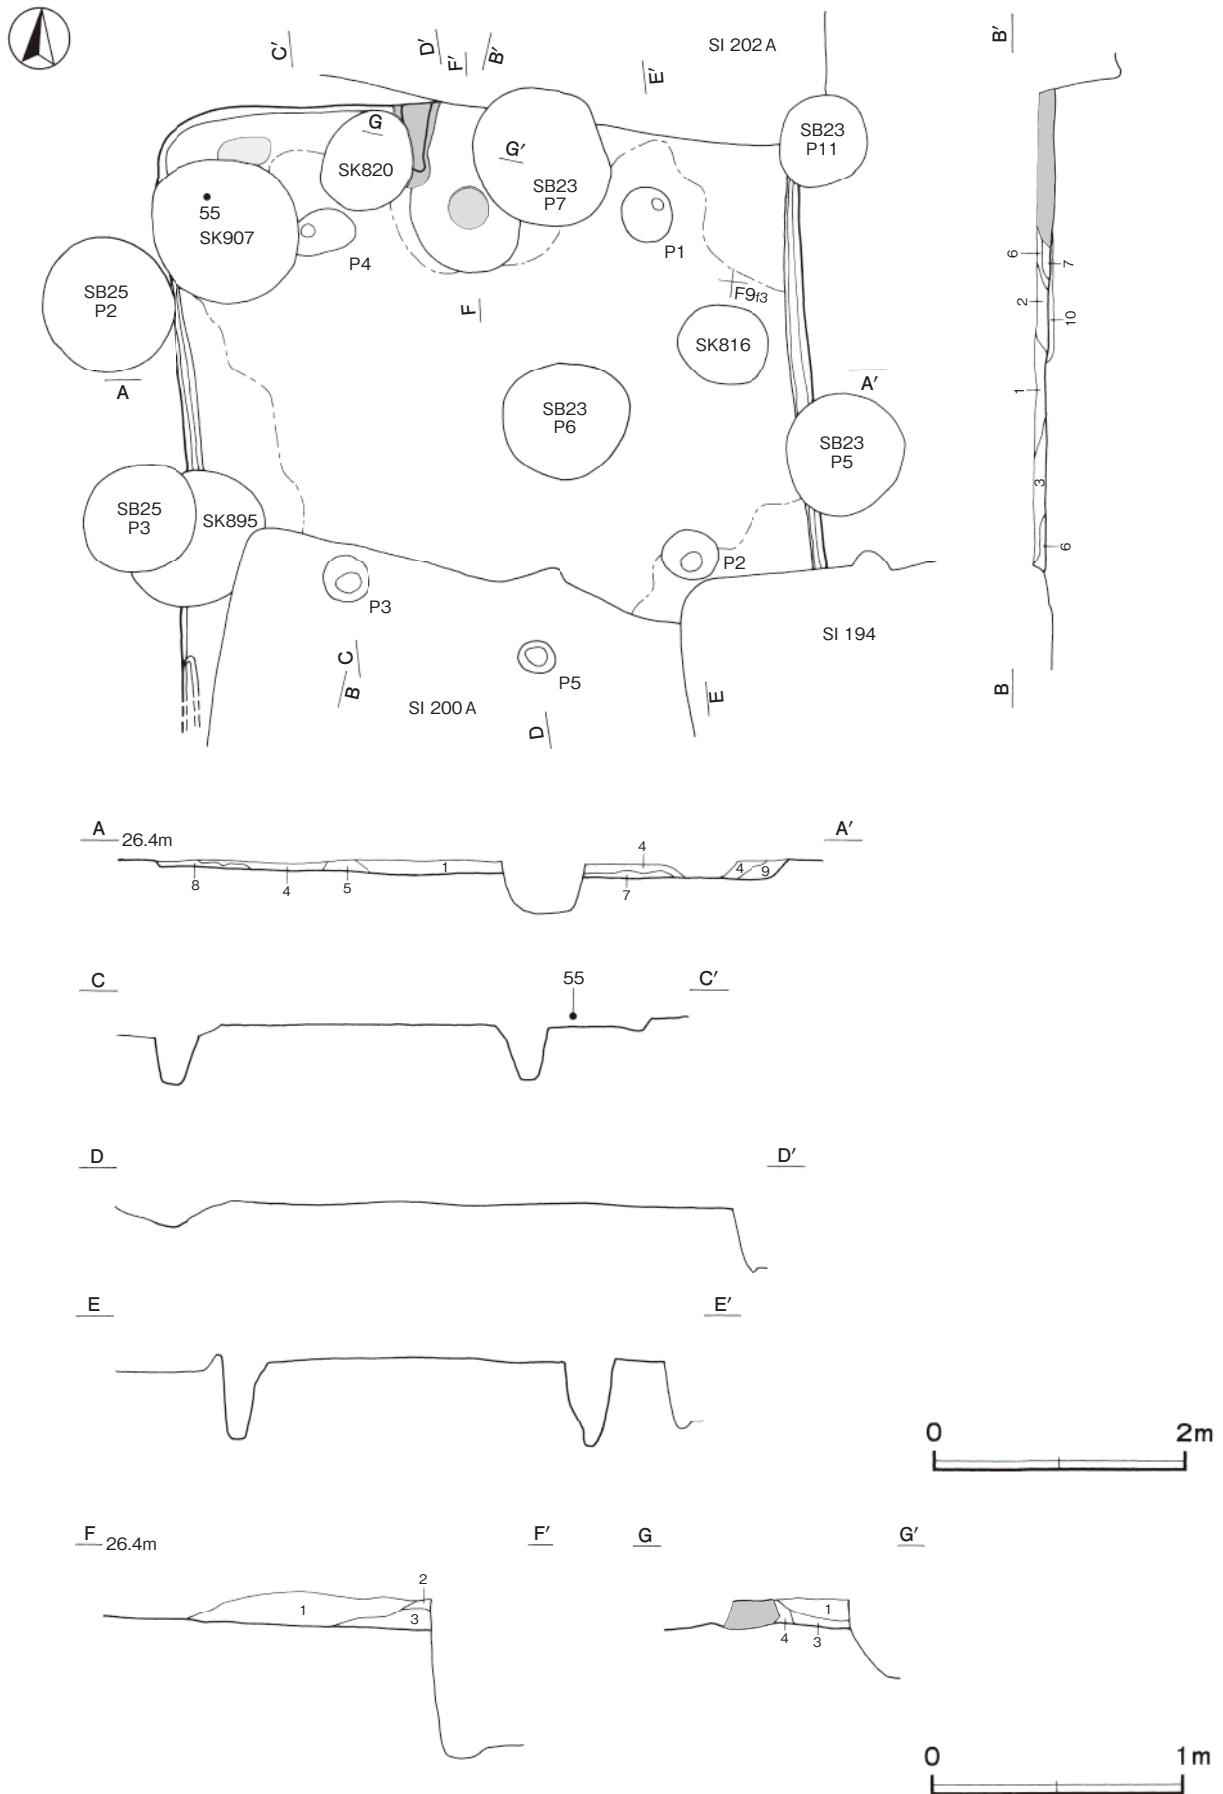 C′
D′
F′
B′
E′
SI 202 A
B′
G
G′
SK820
SB23
P7
SB23
P11
55
SK907
P4
P1
SB25
P2
F
F9f3
SK816
A
A′
SB23
P6
SB23
P5
SB25
P3
SK895
P2
P3
SI 194
C
B
P5
SI 200 A
D
E
6
7
2
10
1
3
6
B
A 26.4m
A′
4
8
4
5
1
7
4
9
C
55
C′
D
D′
E
E′
0
2m
F 26.4m
F′
G
G′
2
1
3
1
4
3
0
1m